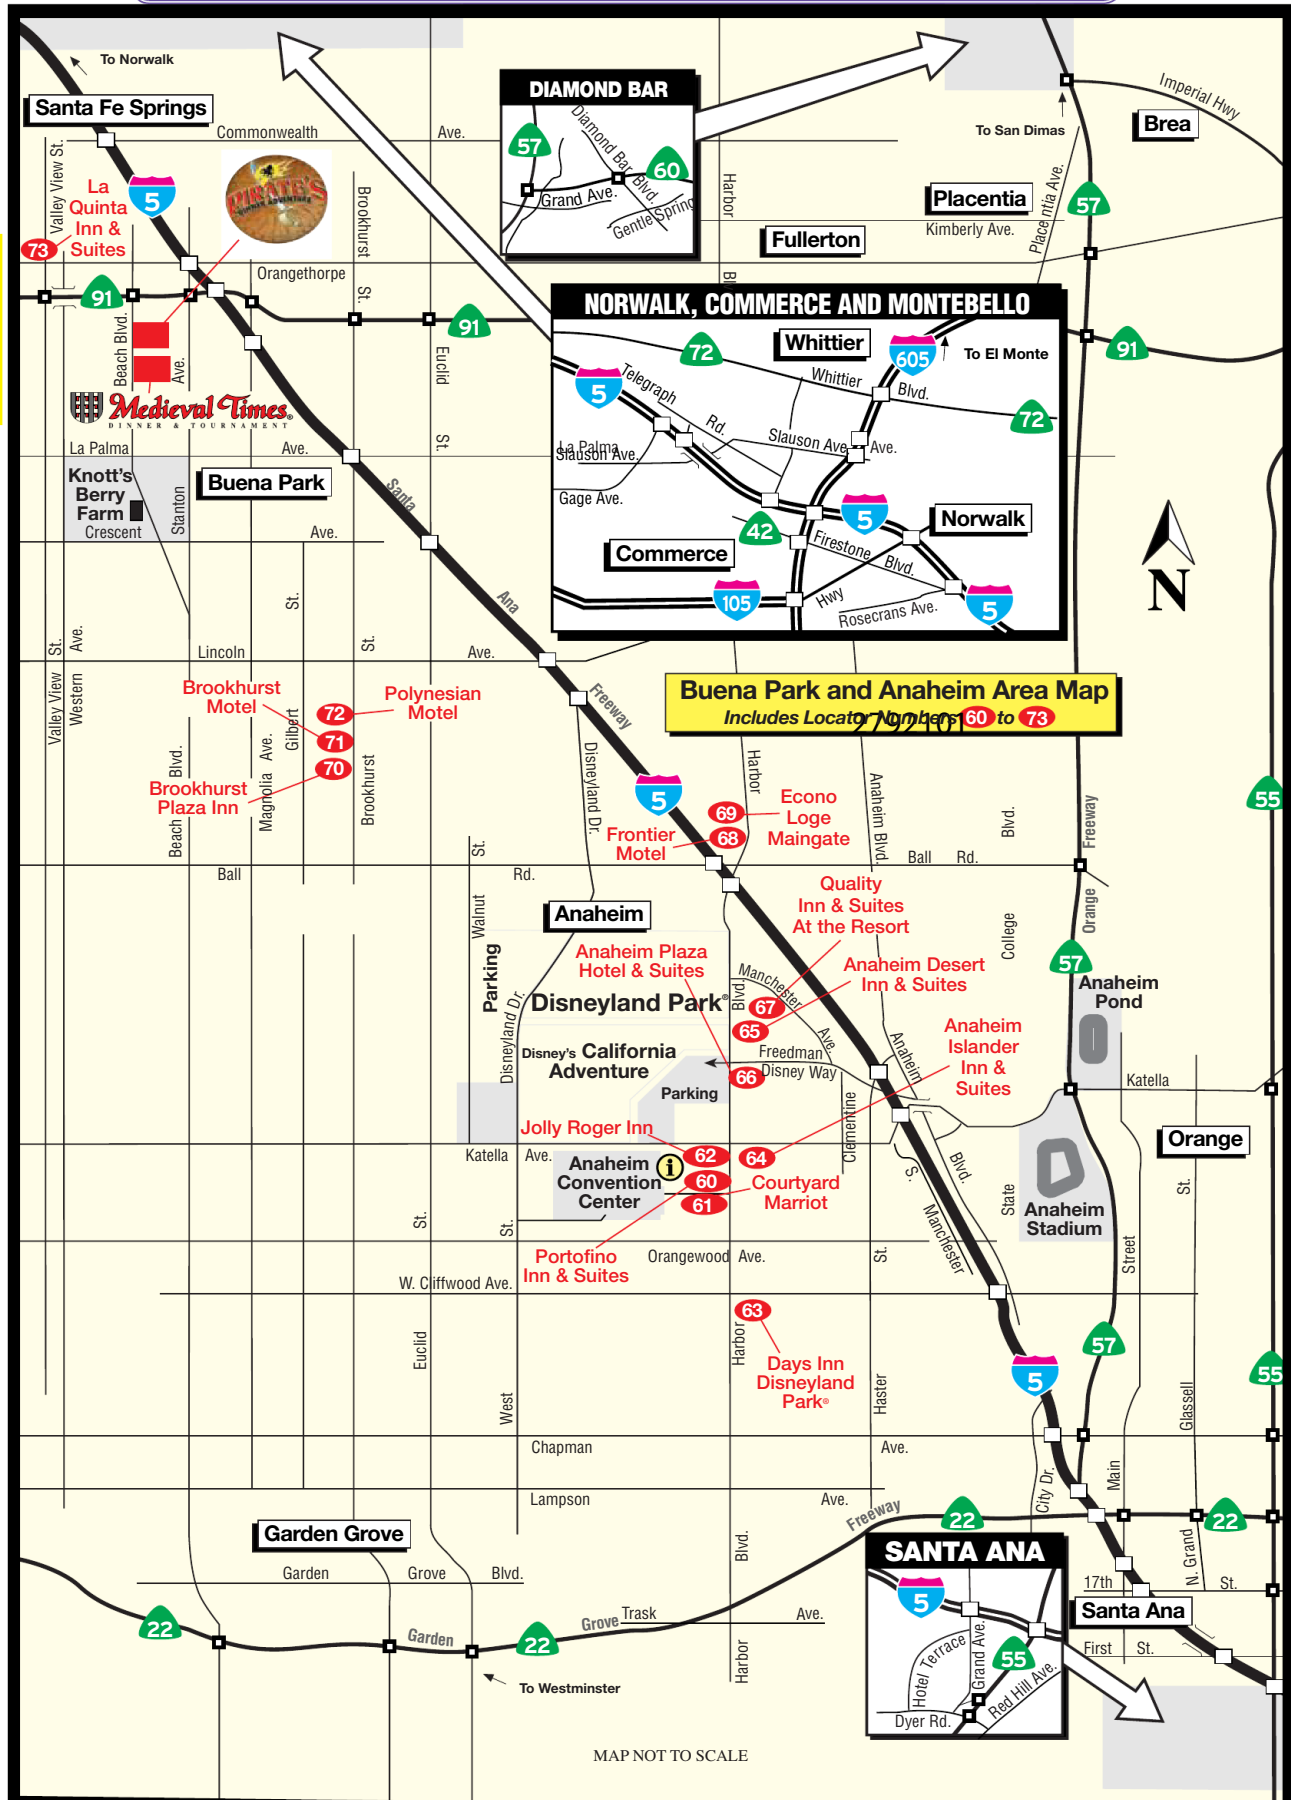 To Norwalk
Santa Fe Springs
Commonwealth
Ave.
DIAMOND BAR
57
60
Diamond Bar
Blvd.
Grand Ave.
Gentle Spring
To San Dimas
Imperial Hwy
Brea
Placentia
Kimberly Ave.
Placentia Ave.
57
Fullerton
Harbor
Blvd.
Valley View St.
La
Quinta
Inn &
Suites
73
5
PIRATE'S
DINNER ADVENTURE
Brookhurst
St.
Orangethorpe
91
91
91
Beach Blvd.
Ave.
Euclid
St.
Medieval Times®
DINNER & TOURNAMENT
La Palma
Ave.
La Palma
Knott's
Berry
Farm
Crescent
Ave.
Stanton
Buena Park
Santa
Ana
Freeway
NORWALK, COMMERCE AND MONTEBELLO
72
Whittier
605
To El Monte
5
Telegraph
Rd.
Whittier
Blvd.
72
Slauson Ave.
Slauson Ave.
Ave.
Gage Ave.
42
5
Norwalk
Commerce
Firestone
Blvd.
105
Hwy
Rosecrans Ave.
5
N
St.
St.
Lincoln
Ave.
Valley View
St.
Western
Ave.
Brookhurst
Motel
72
Polynesian
Motel
71
70
Brookhurst
Plaza Inn
Gilbert
Magnolia
Ave.
Beach
Blvd.
Brookhurst
Buena Park and Anaheim Area Map
Includes Locator Numbers 60 to 73
2792101
Disneyland Dr.
5
Harbor
Anaheim Blvd.
Blvd.
Freeway
55
69
Econo
Loge
Maingate
Frontier
Motel
68
Ball
Rd.
Ball
Rd.
St.
Walnut
Anaheim
Quality
Inn & Suites
At the Resort
College
Orange
57
Anaheim Plaza
Hotel & Suites
Anaheim Desert
Inn & Suites
Parking
Disneyland Park®
Disneyland Dr.
Blvd.
Manchester
Ave.
67
65
66
Anaheim
Pond
Anaheim
Islander
Inn &
Suites
Disney's California
Adventure
Parking
Freedman
Disney Way
Anaheim
Clementine
Katella
Jolly Roger Inn
Katella
Ave.
62
64
60
61
Anaheim
Convention
Center
i
Courtyard
Marriot
S.
Manchester
Blvd.
State
Anaheim
Stadium
Orange
St.
Street
St.
St.
Portofino
Inn & Suites
Orangewood
Ave.
St.
W. Cliffwood Ave.
63
Harbor
Days Inn
Disneyland
Park®
Euclid
West
Haster
5
57
55
Glassell
Chapman
Ave.
Lampson
Ave.
City Dr.
Main
Freeway
22
22
Garden Grove
Garden
Grove
Blvd.
Blvd.
SANTA ANA
5
Hotel Terrace
Grand Ave.
55
Red Hill Ave.
Dyer Rd.
17th
St.
N. Grand
Santa Ana
First
St.
22
Garden
22
Grove
Trask
Ave.
Harbor
To Westminster
MAP NOT TO SCALE